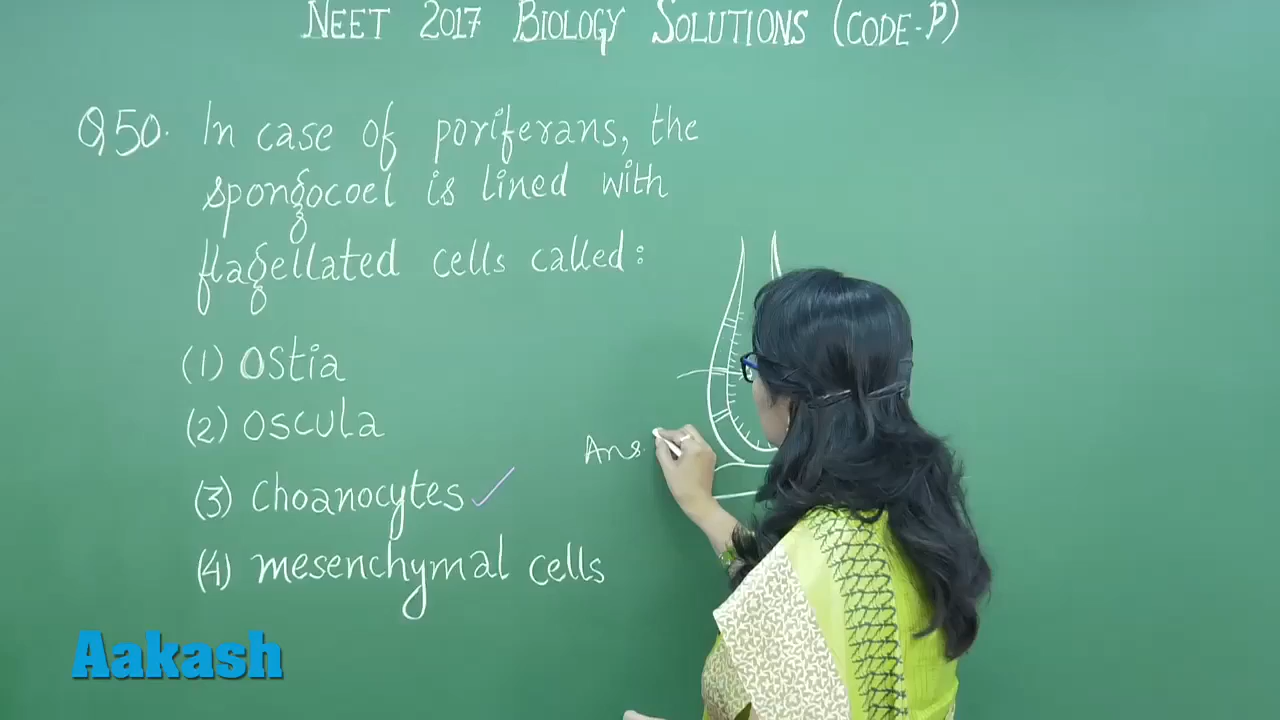 NEET 2017 BIOLOGY SOLUTIONS (CODE-P)
Q50. In case of poriferans, the
spongocoel is lined with
flagellated cells called:
(1) Ostia
(2) Oscula
(3) Choanocytes ✓
(4) mesenchymal cells
Ans.
Aakash